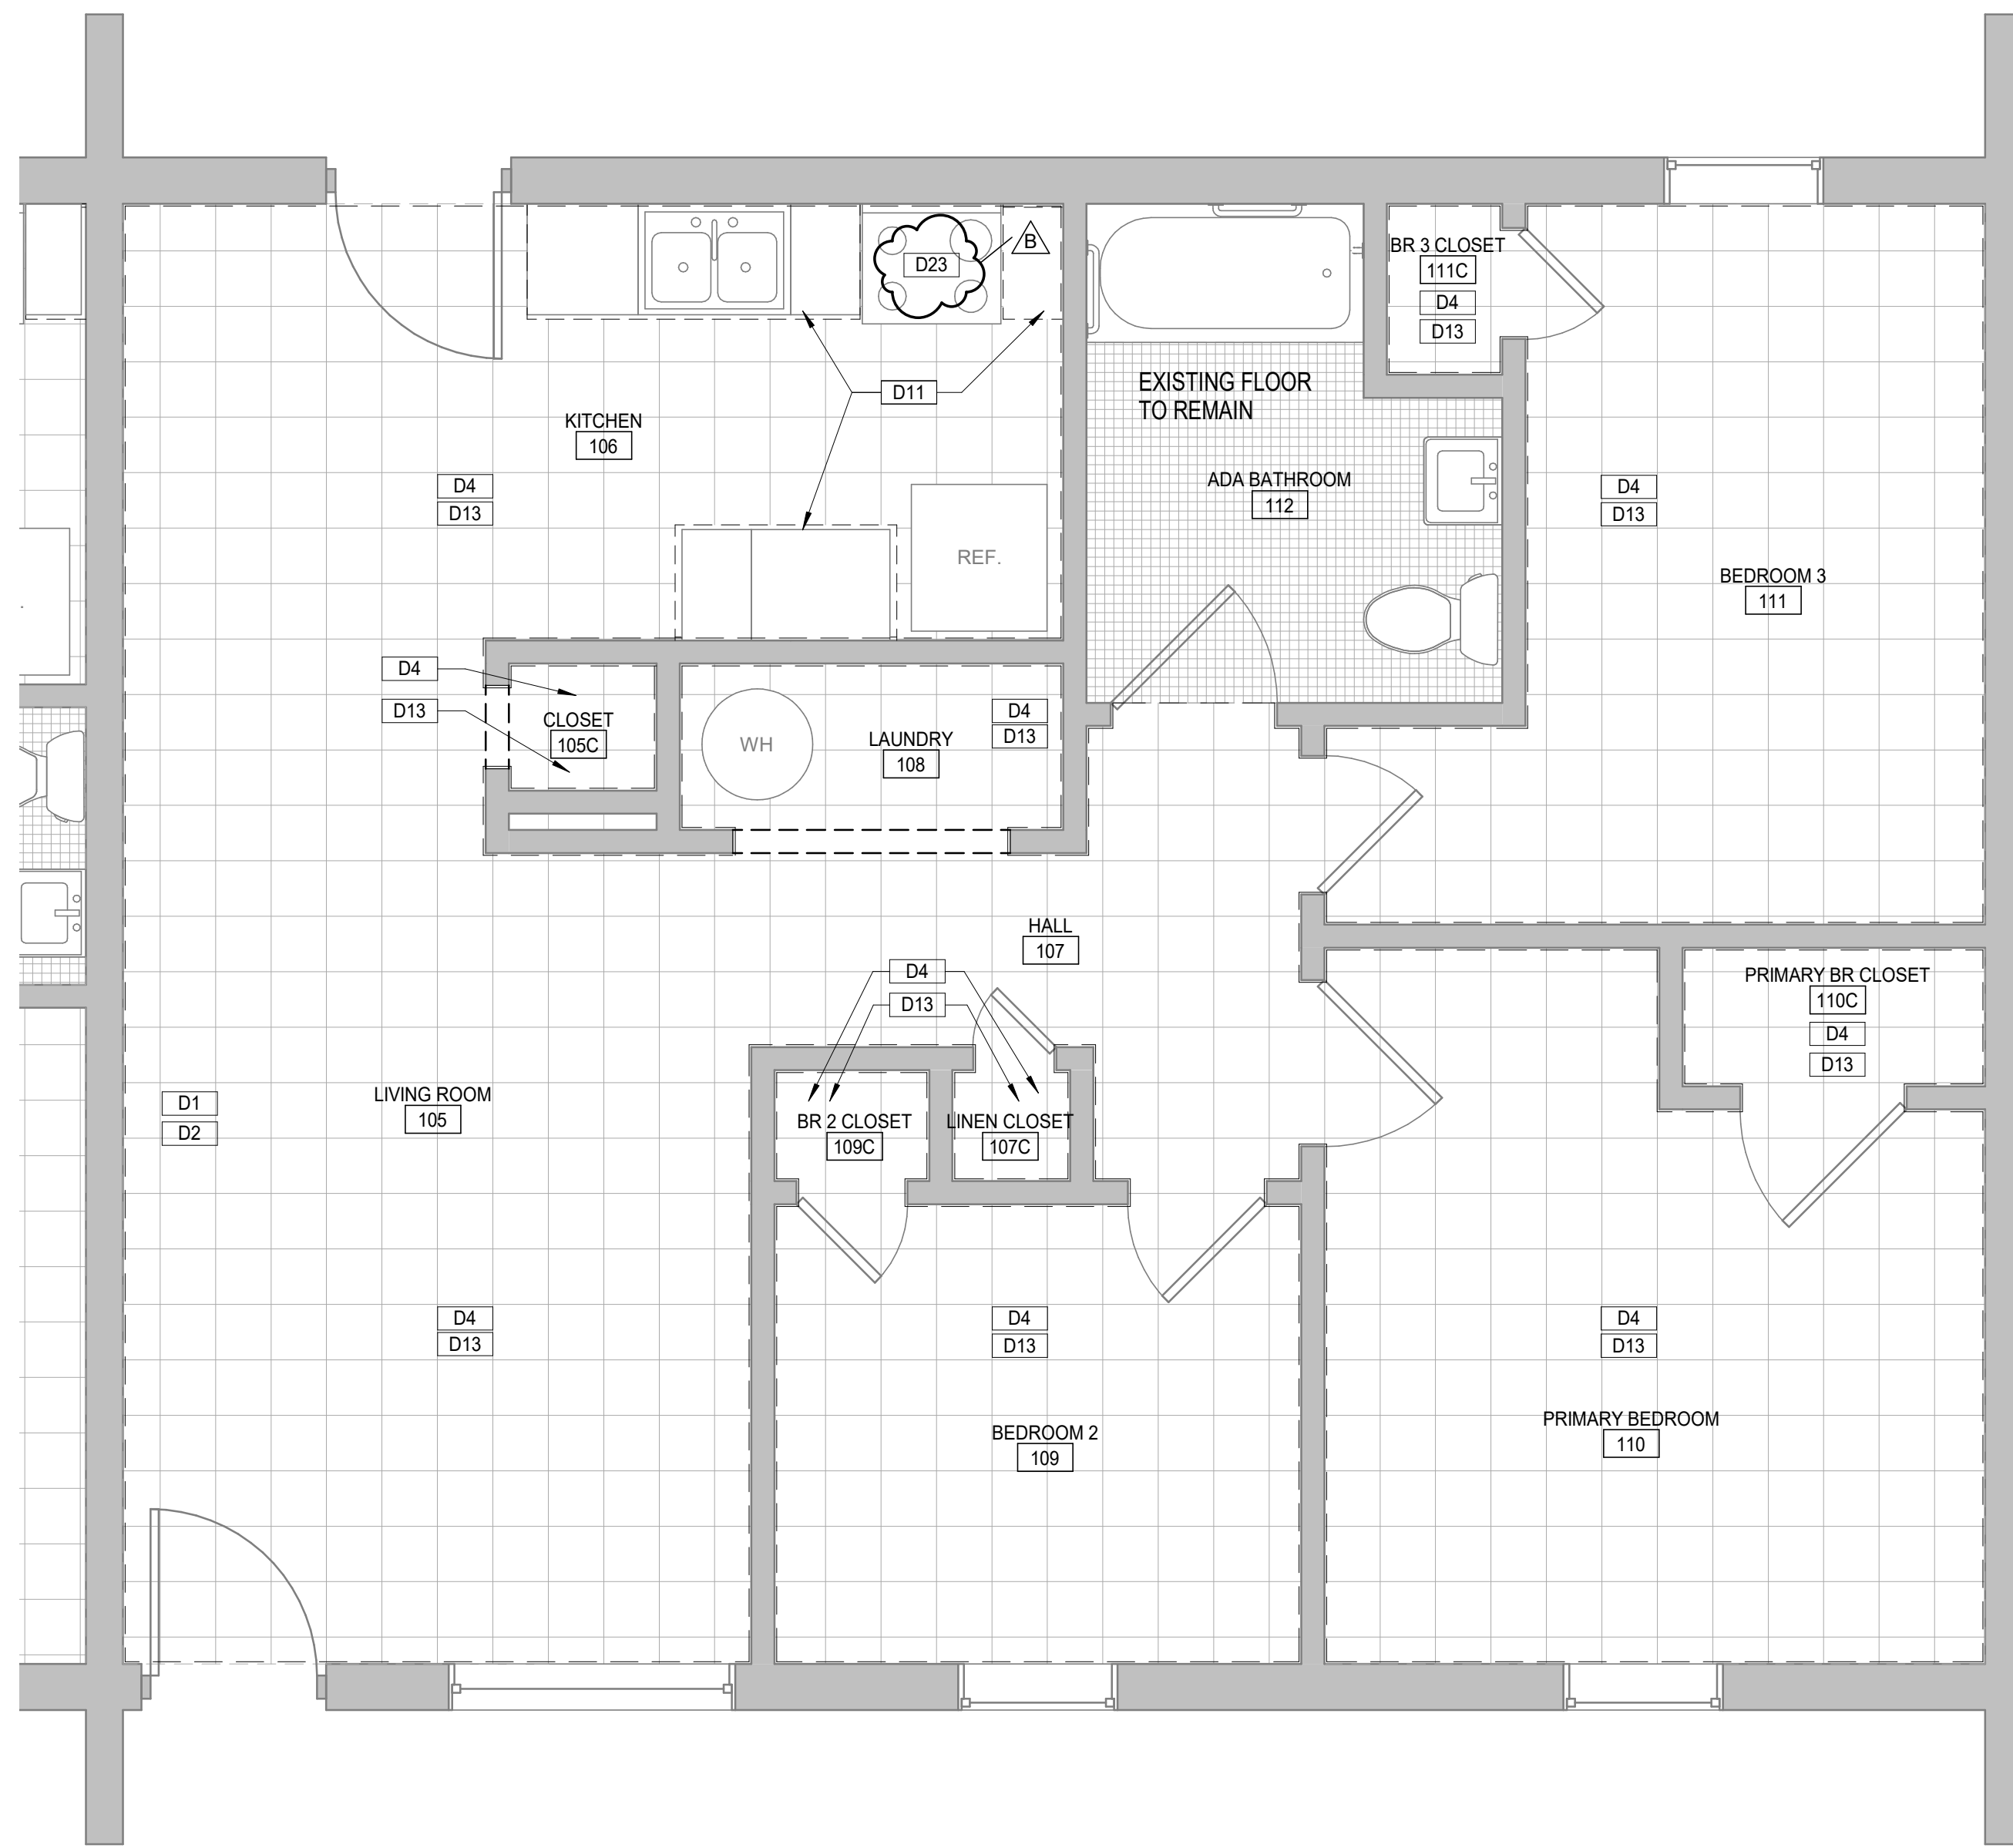 B
D23
BR 3 CLOSET
111C
D4
D13
D11
EXISTING FLOOR
TO REMAIN
KITCHEN
106
D4
D13
ADA BATHROOM
112
D4
D13
REF.
BEDROOM 3
111
D4
D13
CLOSET
105C
WH
LAUNDRY
108
D4
D13
HALL
107
D4
D13
PRIMARY BR CLOSET
110C
D4
D13
D1
D2
LIVING ROOM
105
BR 2 CLOSET
109C
LINEN CLOSET
107C
D4
D13
D4
D13
D4
D13
BEDROOM 2
109
PRIMARY BEDROOM
110